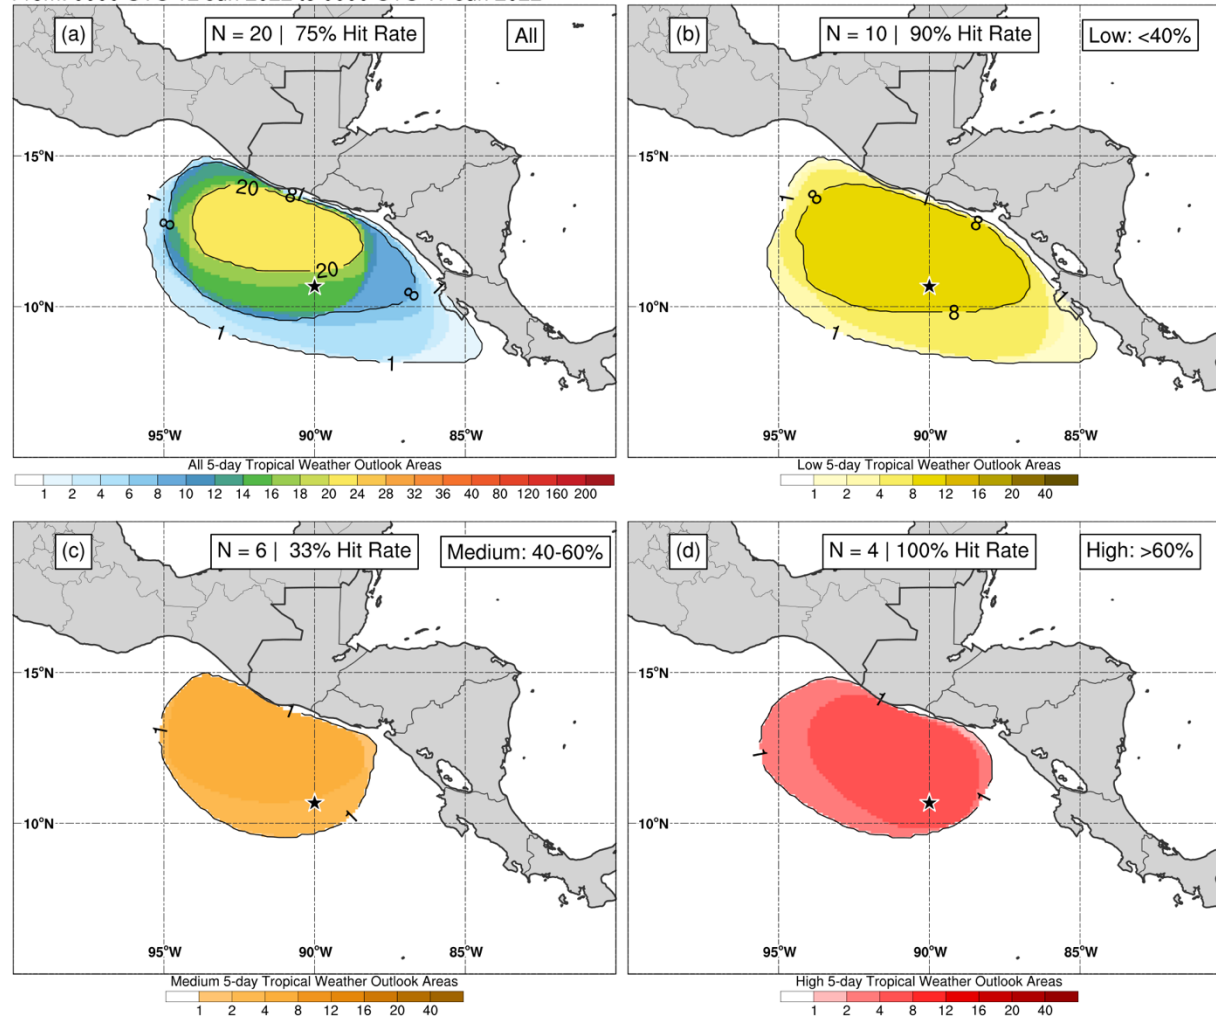 (a)
N = 20 | 75% Hit Rate
All
1
8
20
8
20
8
1
1
1
15°N
10°N
95°W
90°W
85°W
All 5-day Tropical Weather Outlook Areas
1 2 4 6 8 10 12 14 16 18 20 24 28 32 36 40 80 120 160 200
(b)
N = 10 | 90% Hit Rate
Low: <40%
1
8
1
8
1
8
1
15°N
10°N
95°W
90°W
85°W
Low 5-day Tropical Weather Outlook Areas
1 2 4 8 12 16 20 40
(c)
N = 6 | 33% Hit Rate
Medium: 40-60%
1
1
1
15°N
10°N
95°W
90°W
85°W
Medium 5-day Tropical Weather Outlook Areas
1 2 4 8 12 16 20 40
(d)
N = 4 | 100% Hit Rate
High: >60%
1
1
1
15°N
10°N
95°W
90°W
85°W
High 5-day Tropical Weather Outlook Areas
1 2 4 8 12 16 20 40